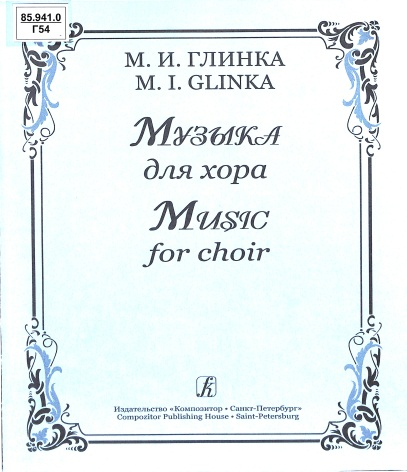 85.941.0
Г54
М. И. ГЛИНКА
M. I. GLINKA
Музыка
для хора
Music
for choir
Издательство «Композитор • Санкт-Петербург»
Compozitor Publishing House • Saint-Petersburg